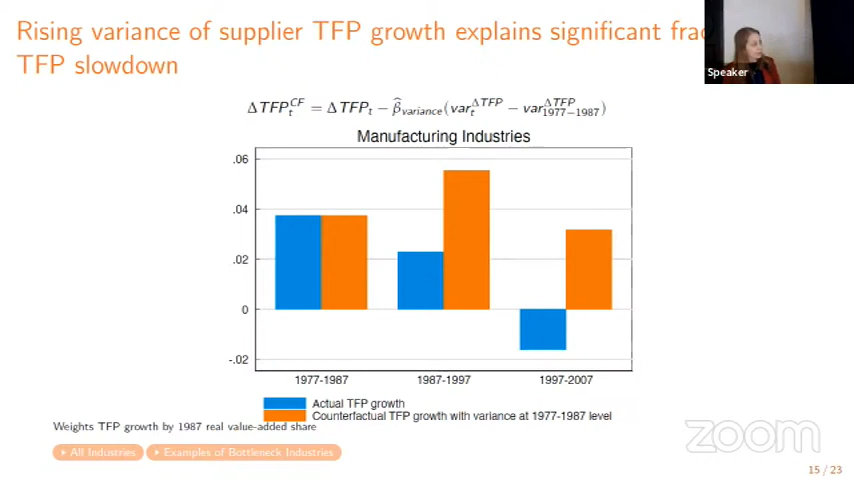 Rising variance of supplier TFP growth explains significant
TFP slowdown
Speaker
ΔTFP_t^{CF} = ΔTFP_t − β̂_{variance}(var_t^{ΔTFP} − var_{1977−1987}^{ΔTFP})
Manufacturing Industries
.06
.04
.02
0
-.02
1977-1987 1987-1997 1997-2007
Actual TFP growth
Counterfactual TFP growth with variance at 1977-1987 level
Weights TFP growth by 1987 real value-added share
All Industries Examples of Bottleneck Industries
zoom
15 / 23